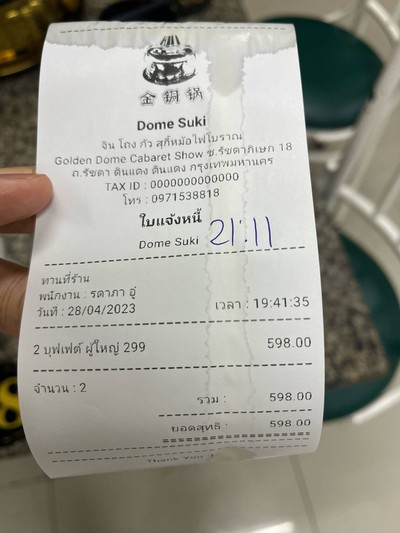 金铜锅
Dome Suki
จิน โถง กัว สุกี้หม้อไฟโบราณ
Golden Dome Cabaret Show ซ.รัชดาภิเษก 18
ถ.รัชดา ดินแดง ดินแดง กรุงเทพมหานคร
TAX ID : 0000000000000
โทร : 0971538818
ใบแจ้งหนี้
Dome Suki 21:11
ทานที่ร้าน
พนักงาน : รดาภา อู๋
วันที่ : 28/04/2023 เวลา : 19:41:35
2 บุฟเฟต์ ผู้ใหญ่ 299 598.00
จำนวน : 2
รวม : 598.00
ยอดสุทธิ : 598.00
Thank You